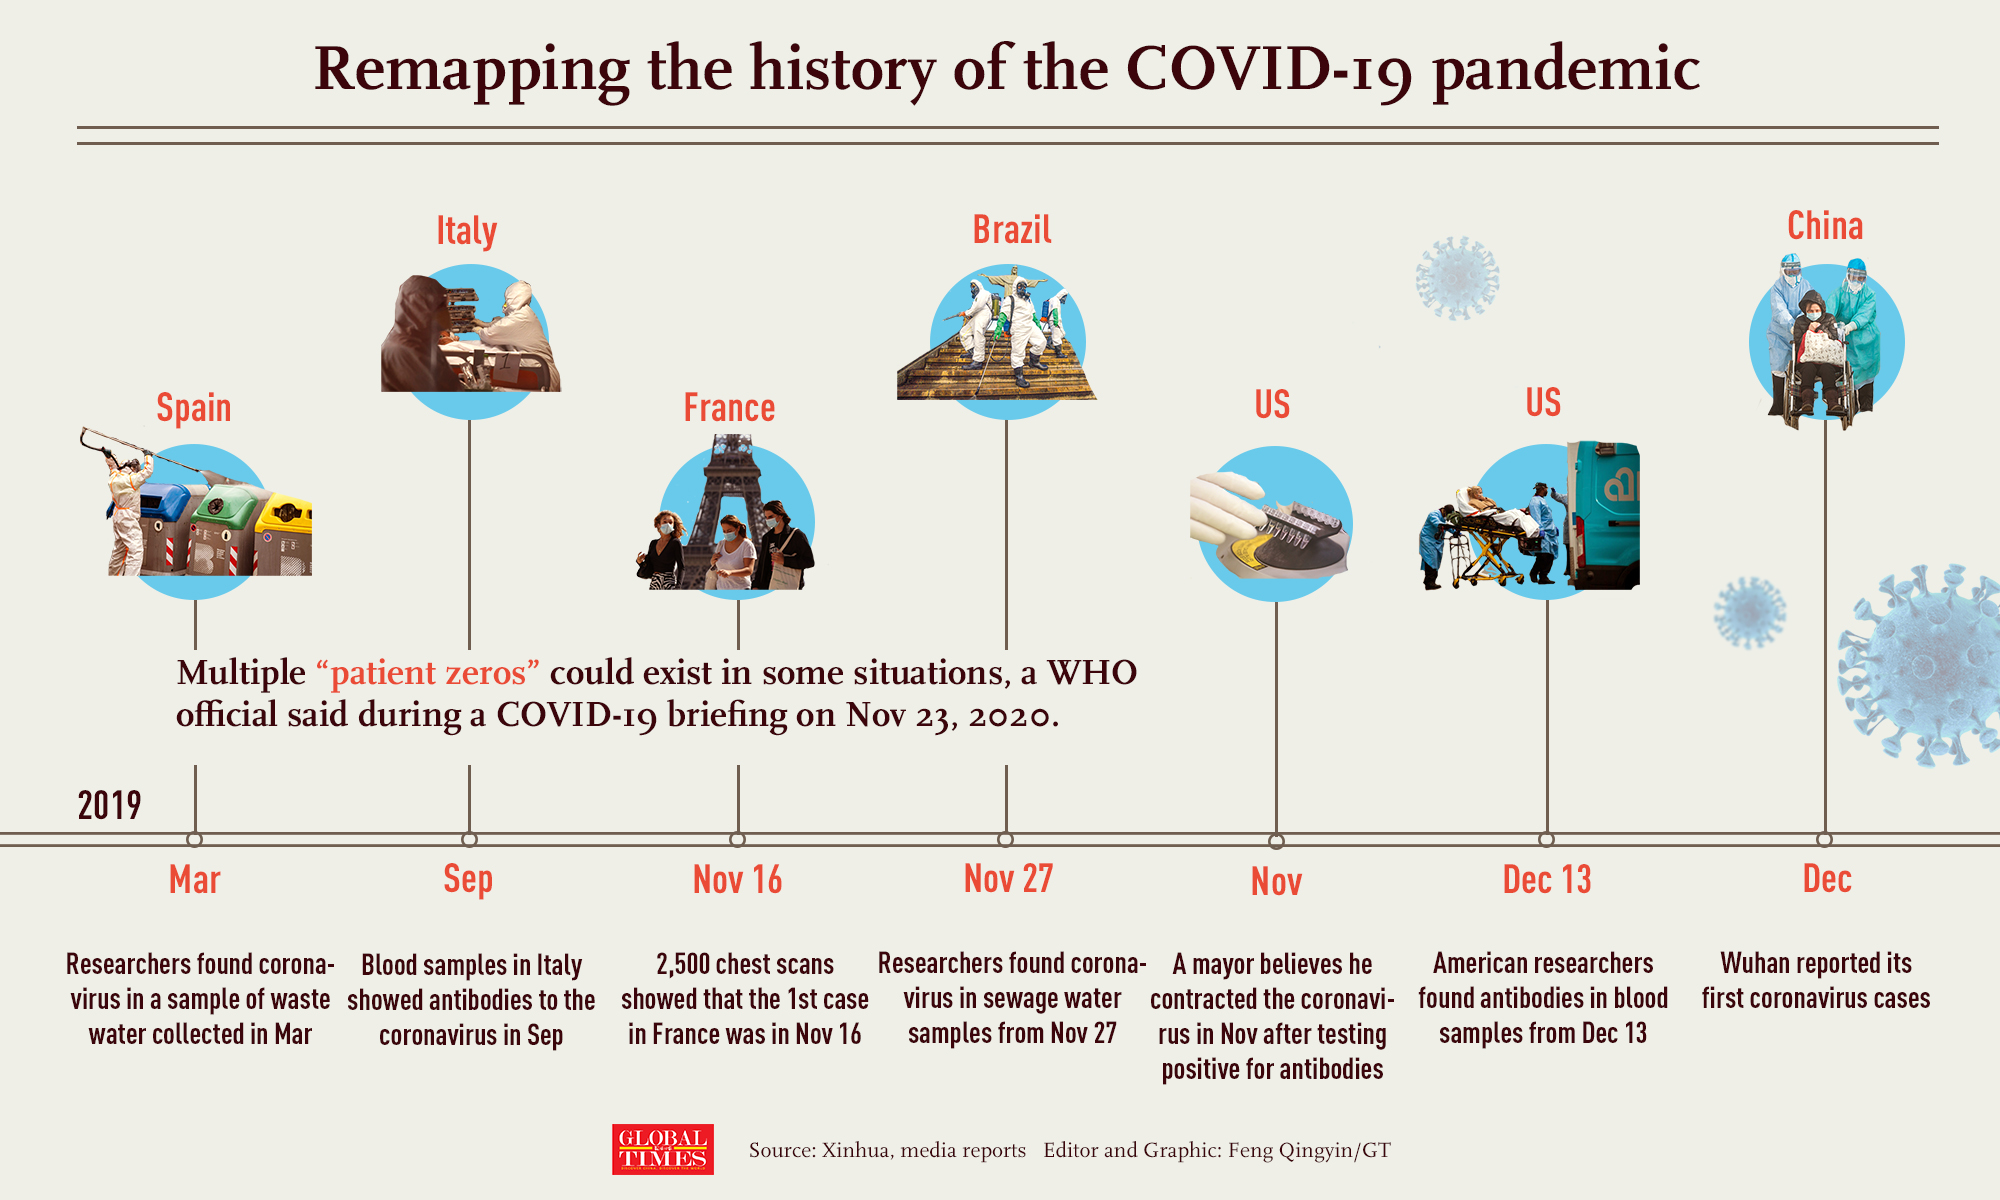 Remapping the history of the COVID-19 pandemic
Spain
Italy
France
Brazil
US
US
China
Multiple “patient zeros” could exist in some situations, a WHO
official said during a COVID-19 briefing on Nov 23, 2020.
2019
Mar
Researchers found corona-
virus in a sample of waste
water collected in Mar
Sep
Blood samples in Italy
showed antibodies to the
coronavirus in Sep
Nov 16
2,500 chest scans
showed that the 1st case
in France was in Nov 16
Nov 27
Researchers found corona-
virus in sewage water
samples from Nov 27
Nov
A mayor believes he
contracted the coronavi-
rus in Nov after testing
positive for antibodies
Dec 13
American researchers
found antibodies in blood
samples from Dec 13
Dec
Wuhan reported its
first coronavirus cases
GLOBAL
TIMES
Source: Xinhua, media reports Editor and Graphic: Feng Qingyin/GT